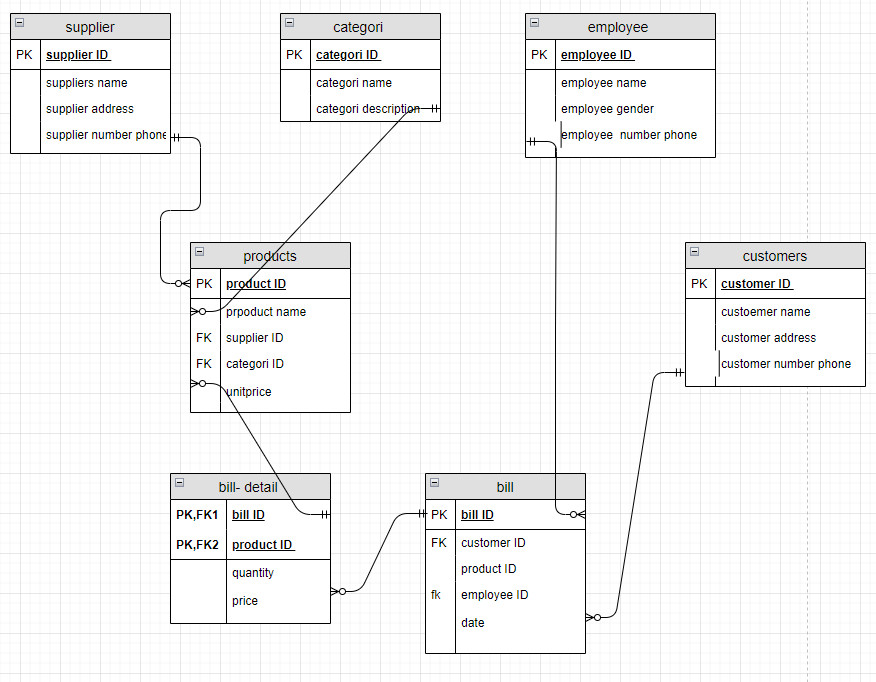 supplier
PK supplier ID
suppliers name
supplier address
supplier number phone
categori
PK categori ID
categori name
categori description
employee
PK employee ID
employee name
employee gender
employee number phone
products
PK product ID
prpoduct name
FK supplier ID
FK categori ID
unitprice
customers
PK customer ID
custoemer name
customer address
customer number phone
bill- detail
PK,FK1 bill ID
PK,FK2 product ID
quantity
price
bill
PK bill ID
FK customer ID
product ID
fk employee ID
date